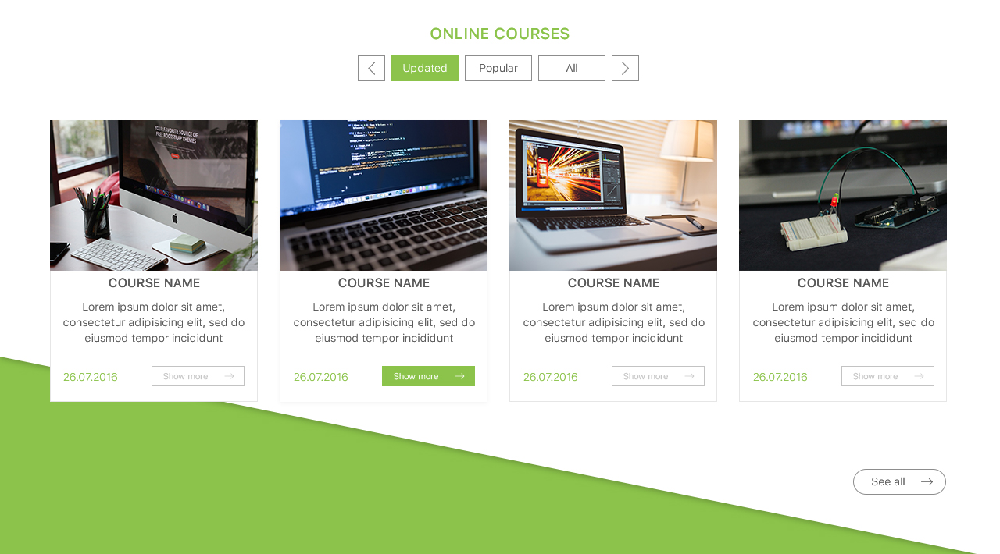 ONLINE COURSES
Updated
Popular
All
YOUR FAVORITE SOURCE OF
FREE BOOTSTRAP THEMES
COURSE NAME
Lorem ipsum dolor sit amet,
consectetur adipisicing elit, sed do
eiusmod tempor incididunt
26.07.2016
Show more
COURSE NAME
Lorem ipsum dolor sit amet,
consectetur adipisicing elit, sed do
eiusmod tempor incididunt
26.07.2016
Show more
COURSE NAME
Lorem ipsum dolor sit amet,
consectetur adipisicing elit, sed do
eiusmod tempor incididunt
26.07.2016
Show more
COURSE NAME
Lorem ipsum dolor sit amet,
consectetur adipisicing elit, sed do
eiusmod tempor incididunt
26.07.2016
Show more
See all